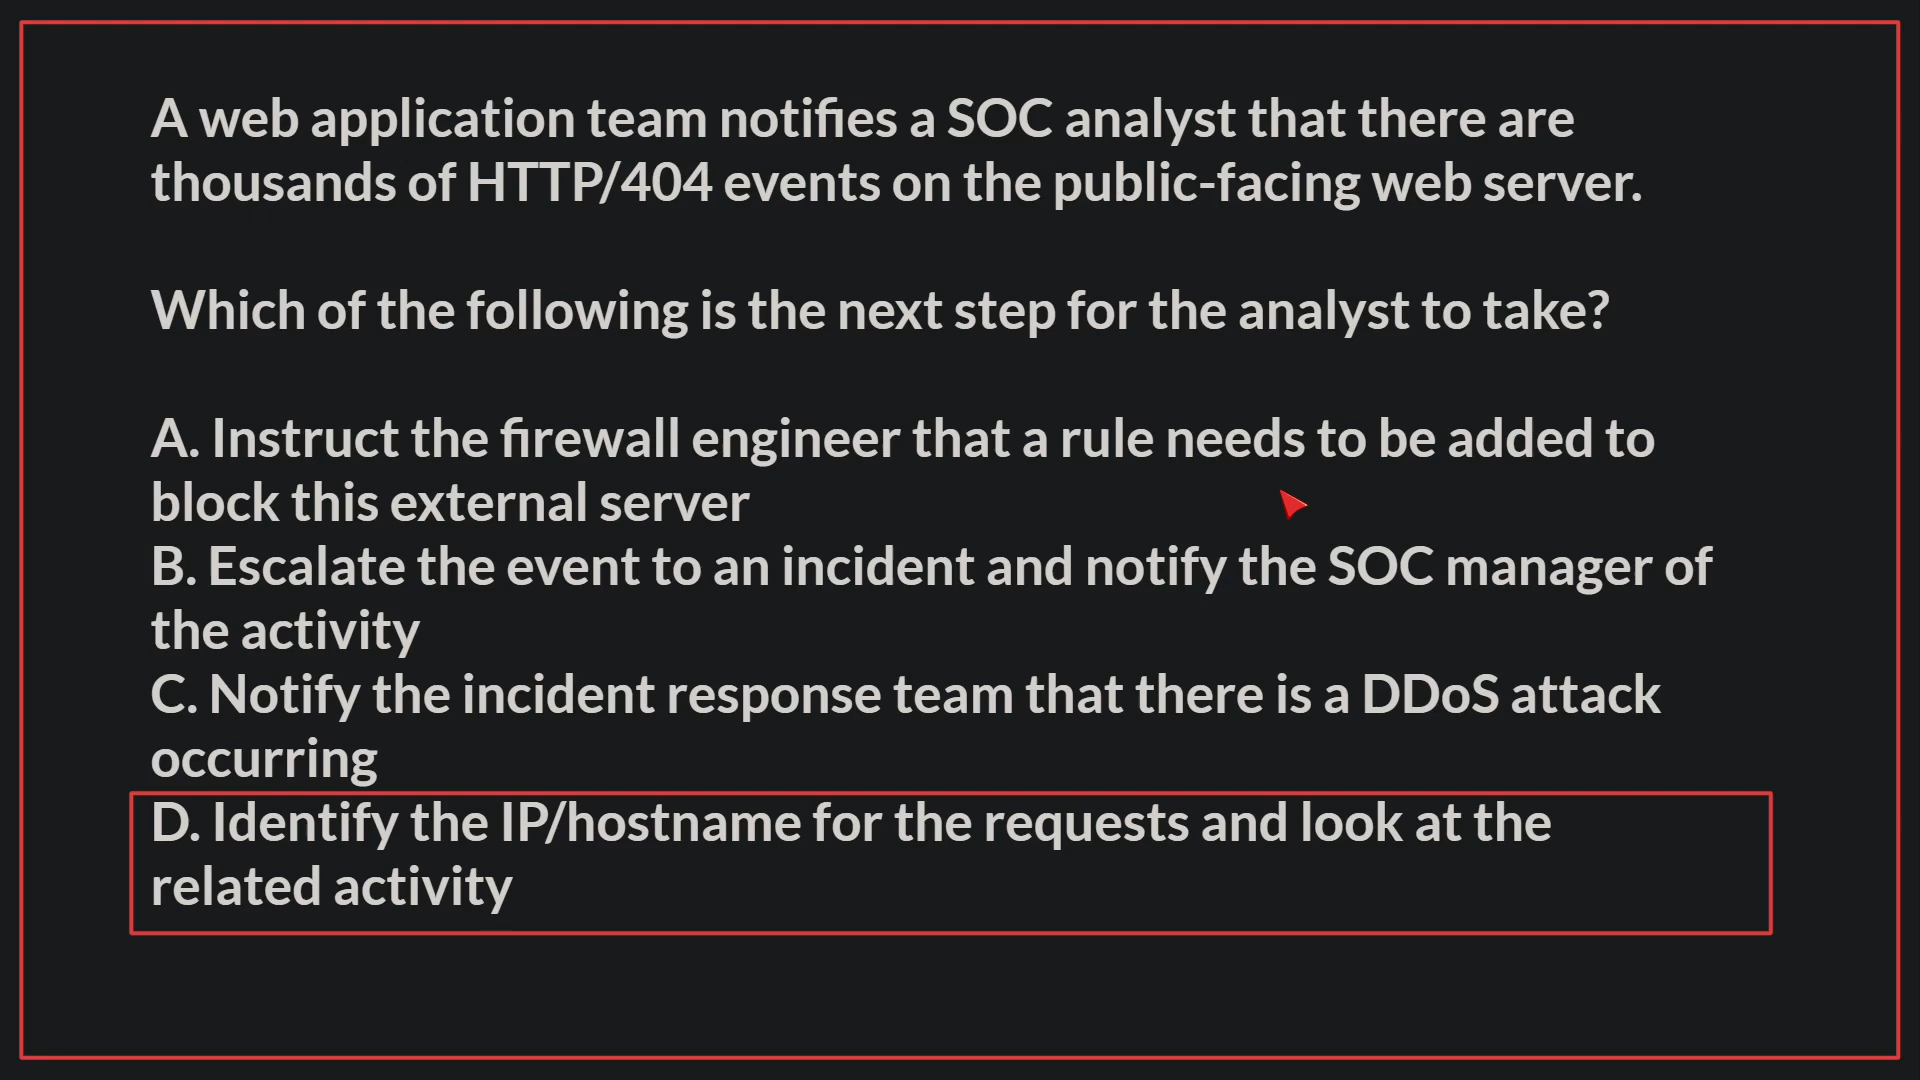 A web application team notifies a SOC analyst that there are
thousands of HTTP/404 events on the public-facing web server.
Which of the following is the next step for the analyst to take?
A. Instruct the firewall engineer that a rule needs to be added to
block this external server
B. Escalate the event to an incident and notify the SOC manager of
the activity
C. Notify the incident response team that there is a DDoS attack
occurring
D. Identify the IP/hostname for the requests and look at the
related activity